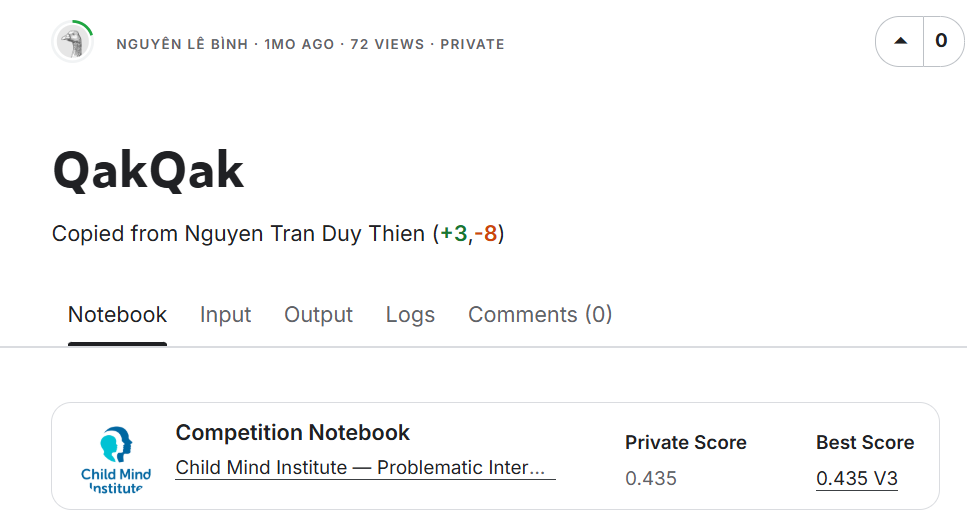 NGUYÊN LÊ BÌNH · 1MO AGO · 72 VIEWS · PRIVATE
0
QakQak
Copied from Nguyen Tran Duy Thien (+3,-8)
Notebook Input Output Logs Comments (0)
Competition Notebook
Child Mind Institute — Problematic Inter...
Private Score
0.435
Best Score
0.435 V3
Child Mind
Institute